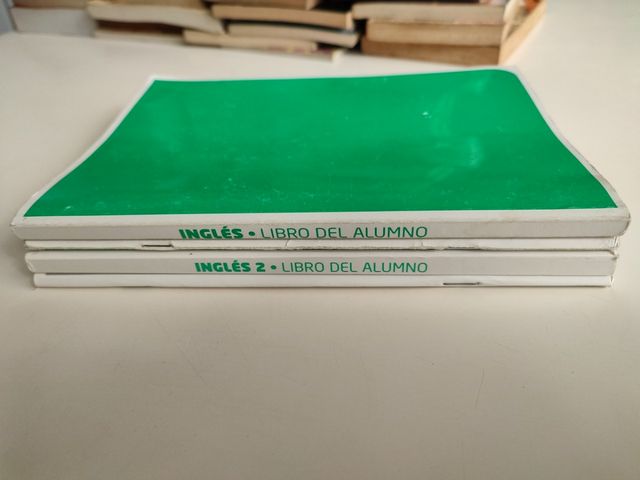 INGLÉS • LIBRO DEL ALUMNO
INGLÉS 2 • LIBRO DEL ALUMNO